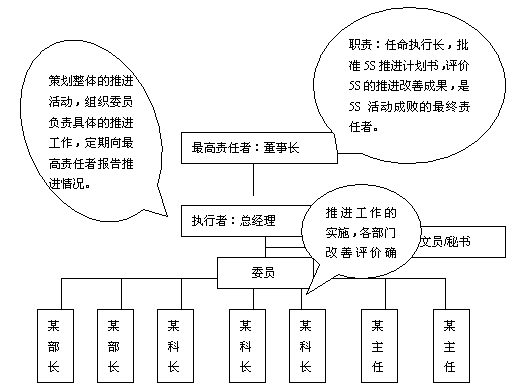 职责：任命执行长，批
准 5S 推进计划书，评价
5S 的推进改善成果，是
5S 活动成败的最终责
任者。
策划整体的推进
活动，组织委员
负责具体的推进
工作，定期向最
高责任者报告推
进情况。
最高责任者：董事长
执行者：总经理
推进工作的
实施，各部门
改善评价确
文员/秘书
委员
某部长
某部长
某科长
某科长
某科长
某主任
某主任